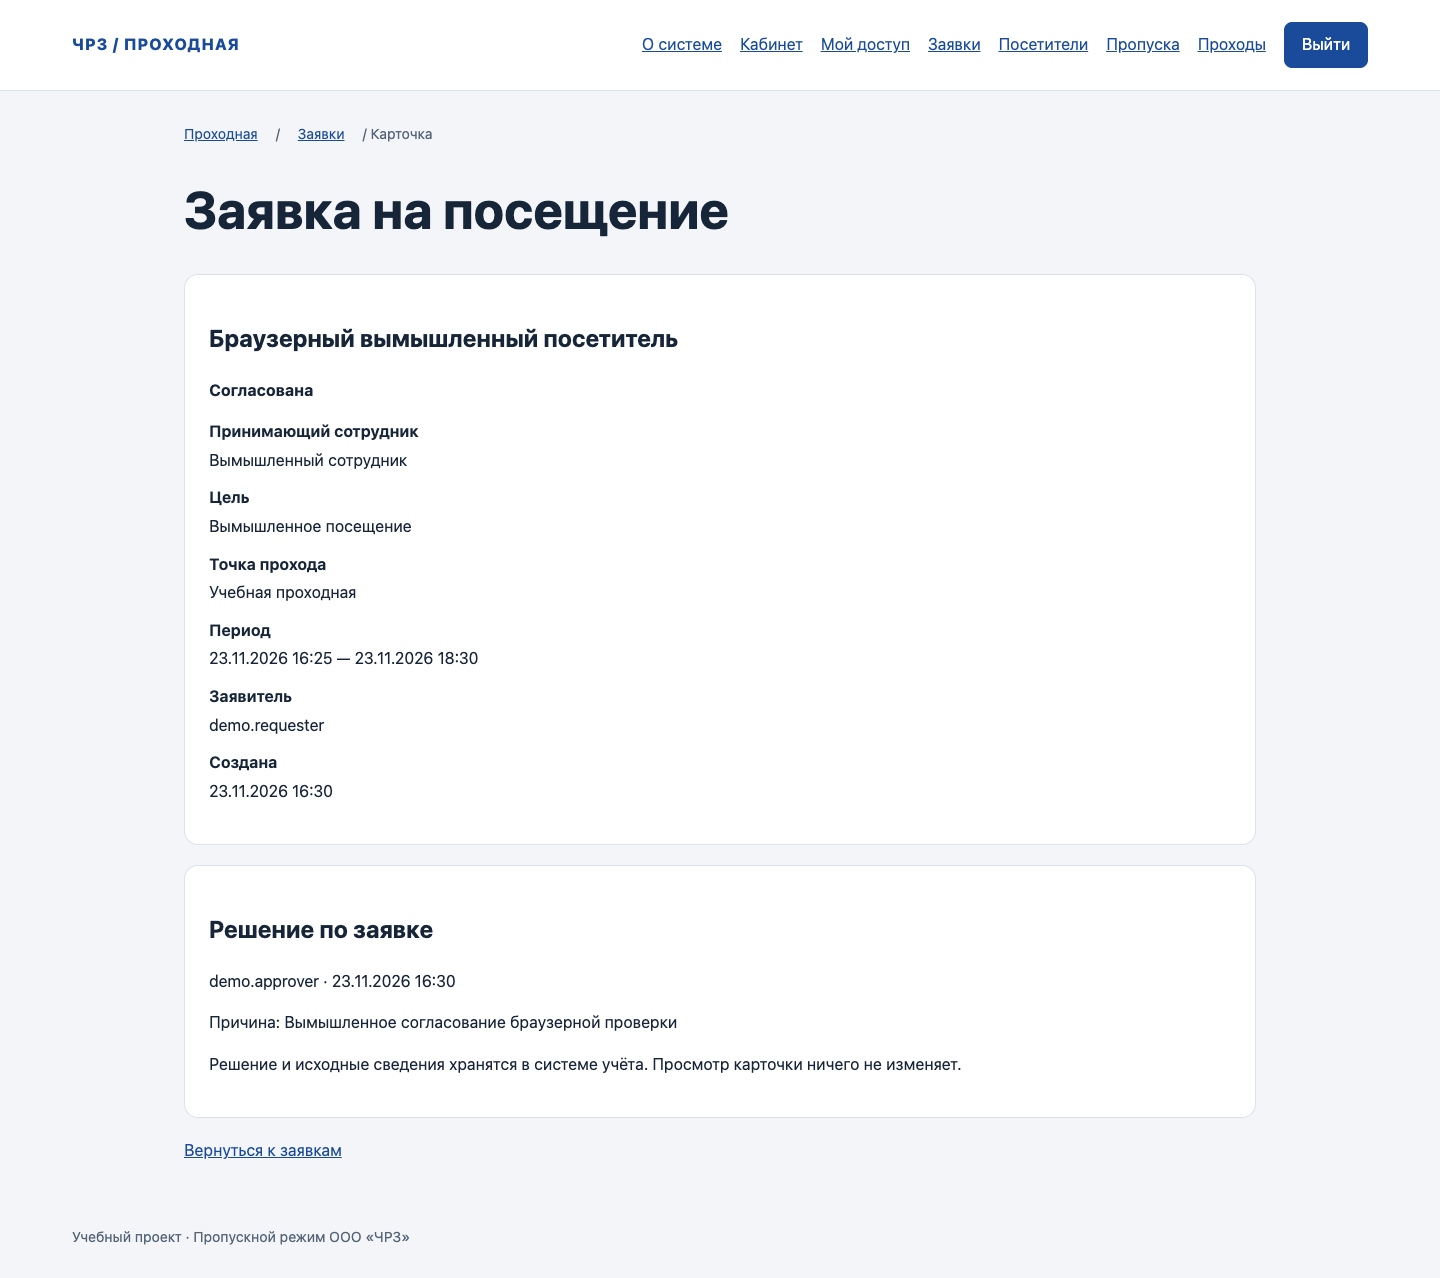 ЧРЗ / ПРОХОДНАЯ
О системе Кабинет Мой доступ Заявки Посетители Пропуска Проходы Выйти
Проходная / Заявки / Карточка
Заявка на посещение
Браузерный вымышленный посетитель
Согласована
Принимающий сотрудник
Вымышленный сотрудник
Цель
Вымышленное посещение
Точка прохода
Учебная проходная
Период
23.11.2026 16:25 — 23.11.2026 18:30
Заявитель
demo.requester
Создана
23.11.2026 16:30
Решение по заявке
demo.approver · 23.11.2026 16:30
Причина: Вымышленное согласование браузерной проверки
Решение и исходные сведения хранятся в системе учёта. Просмотр карточки ничего не изменяет.
Вернуться к заявкам
Учебный проект · Пропускной режим ООО «ЧРЗ»